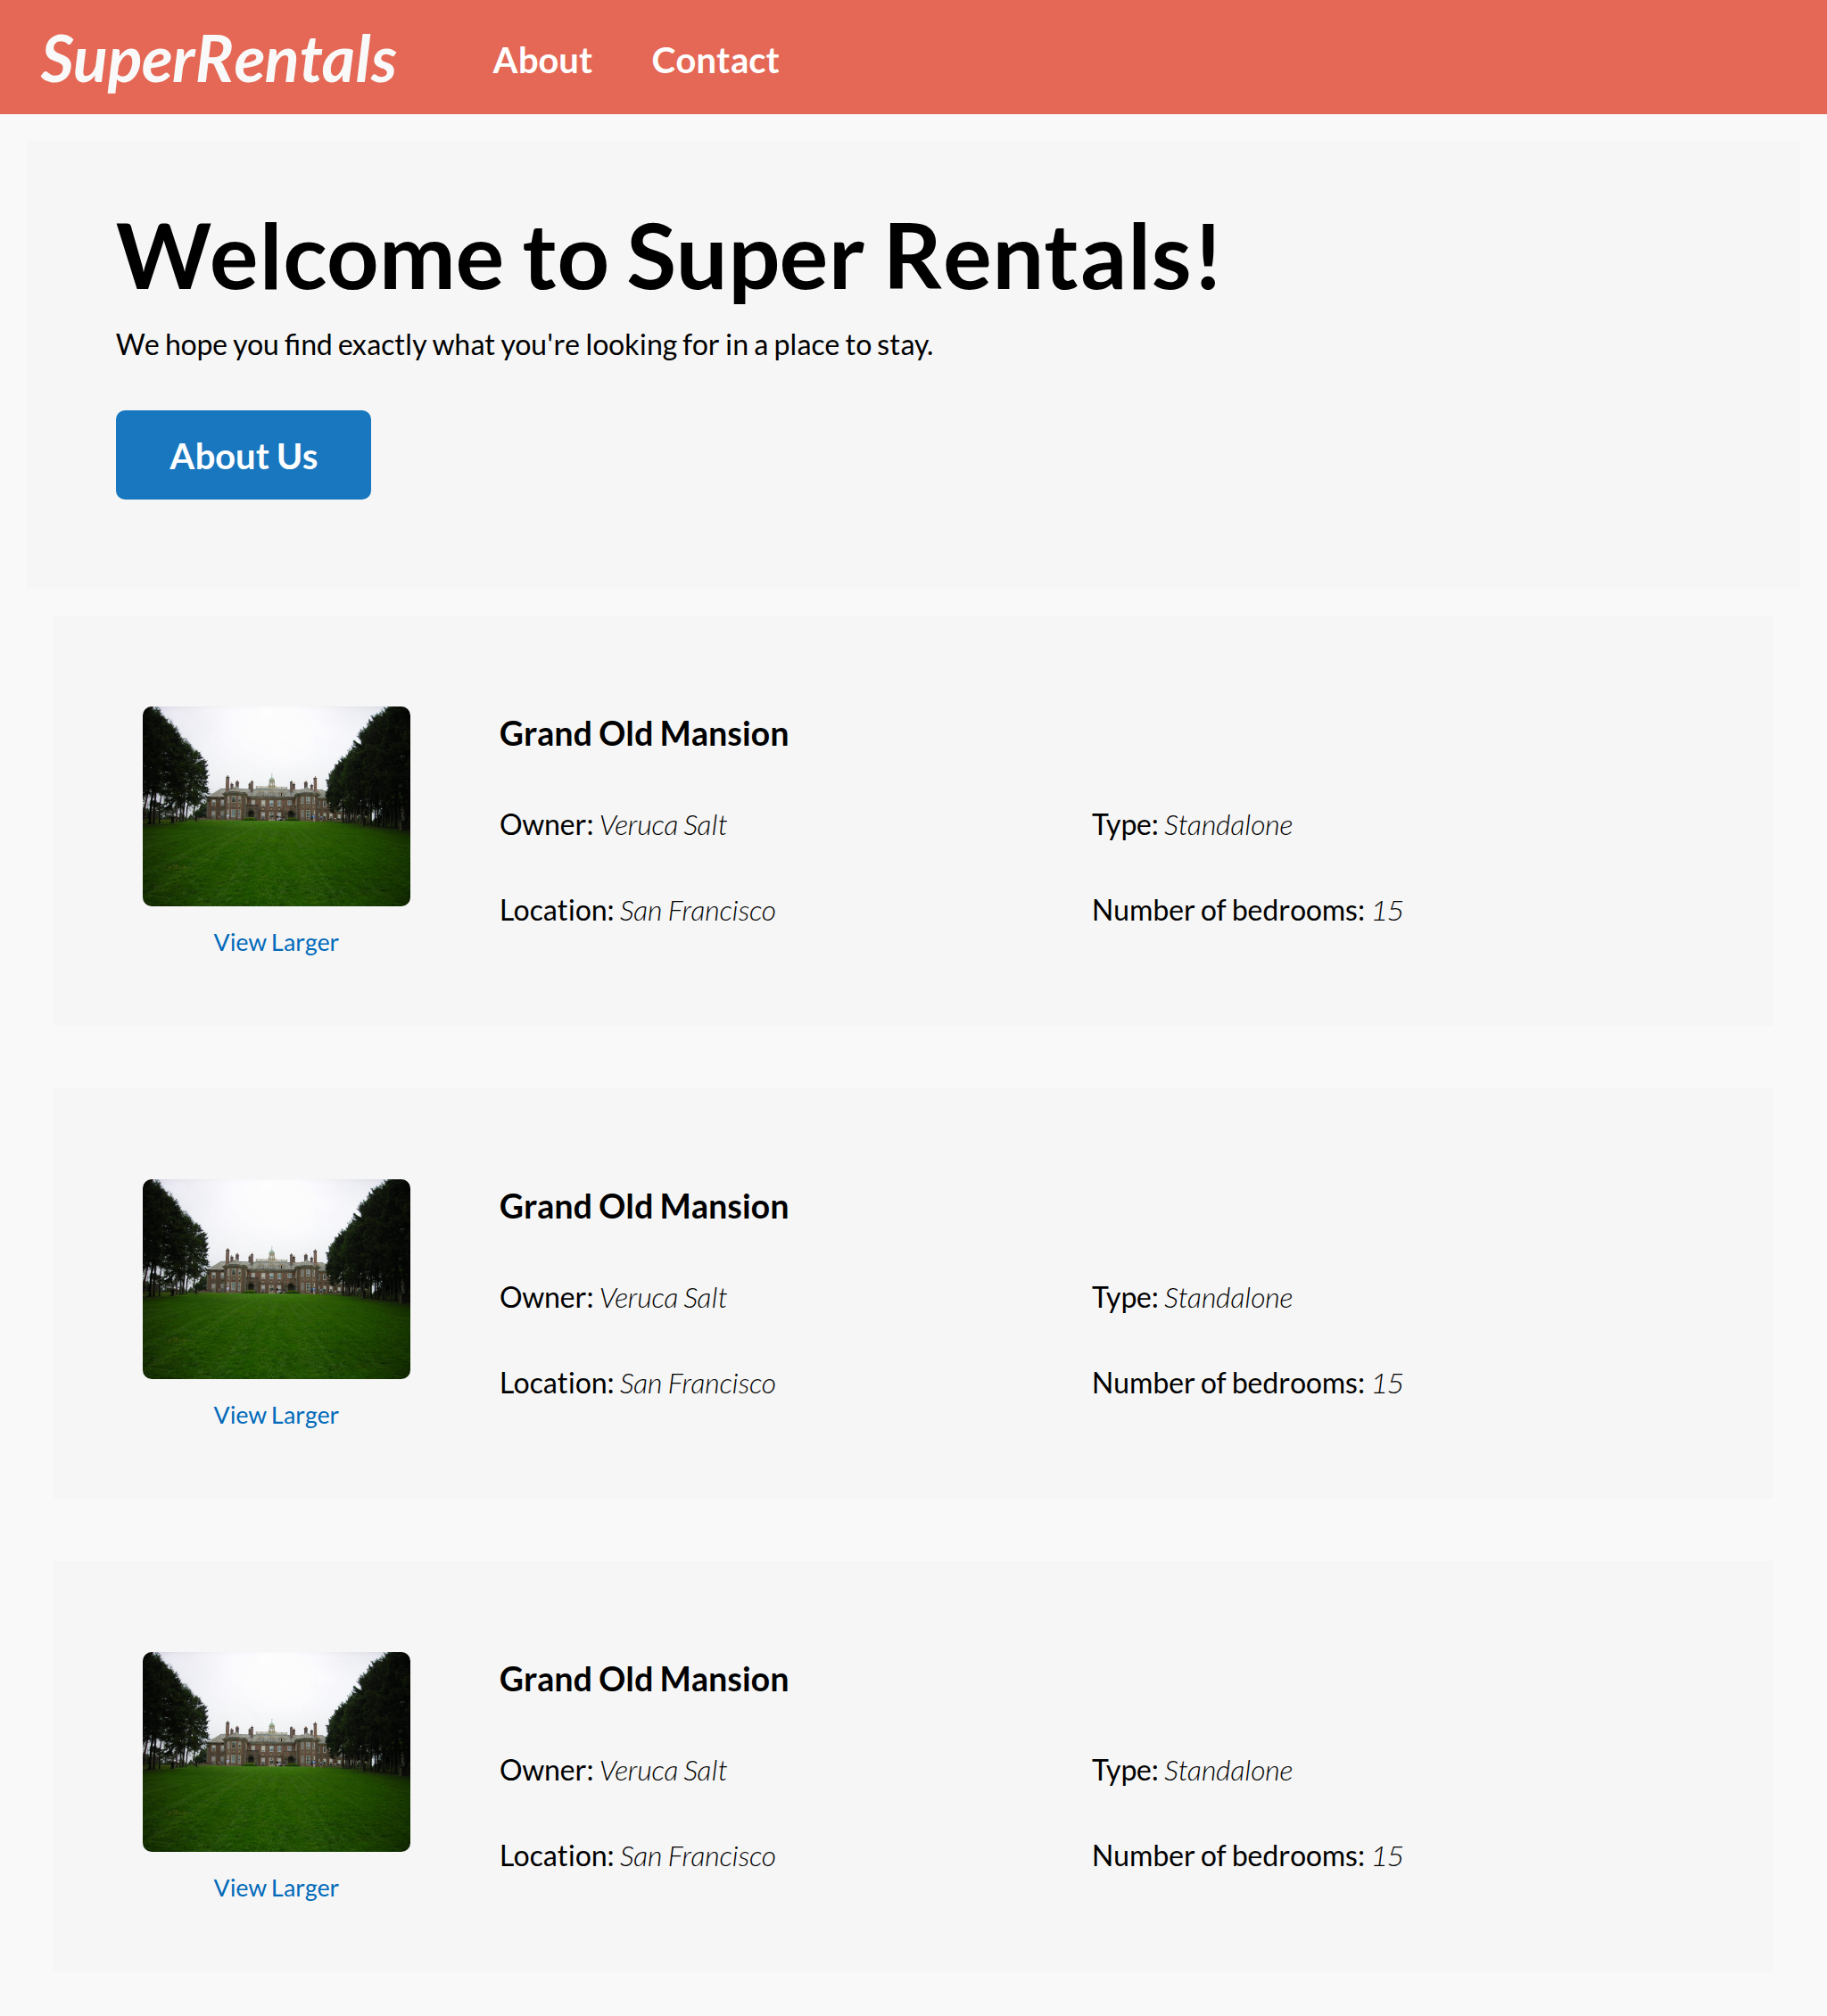 SuperRentals About Contact
Welcome to Super Rentals!
We hope you find exactly what you're looking for in a place to stay.
About Us
Grand Old Mansion
Owner: Veruca Salt Type: Standalone
Location: San Francisco Number of bedrooms: 15
View Larger
Grand Old Mansion
Owner: Veruca Salt Type: Standalone
Location: San Francisco Number of bedrooms: 15
View Larger
Grand Old Mansion
Owner: Veruca Salt Type: Standalone
Location: San Francisco Number of bedrooms: 15
View Larger